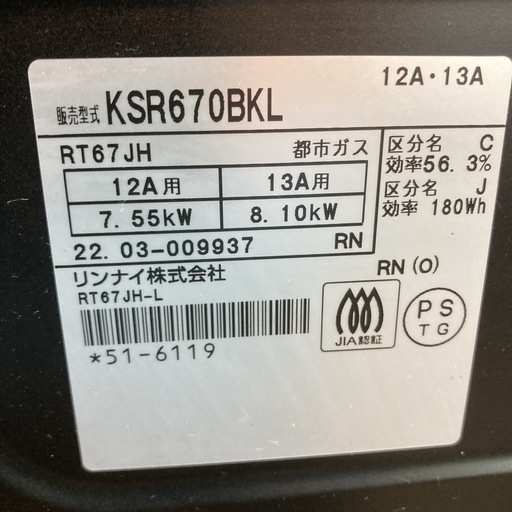 12A・13A
販売型式 KSR670BKL
RT67JH 都市ガス
12A用 13A用
7.55kW 8.10kW
22.03-009937 RN
リンナイ株式会社
RT67JH-L
*51-6119
区分名 C
効率56.3%
区分名 J
効率 180Wh
RN (O)
JIA認証
PS
TG